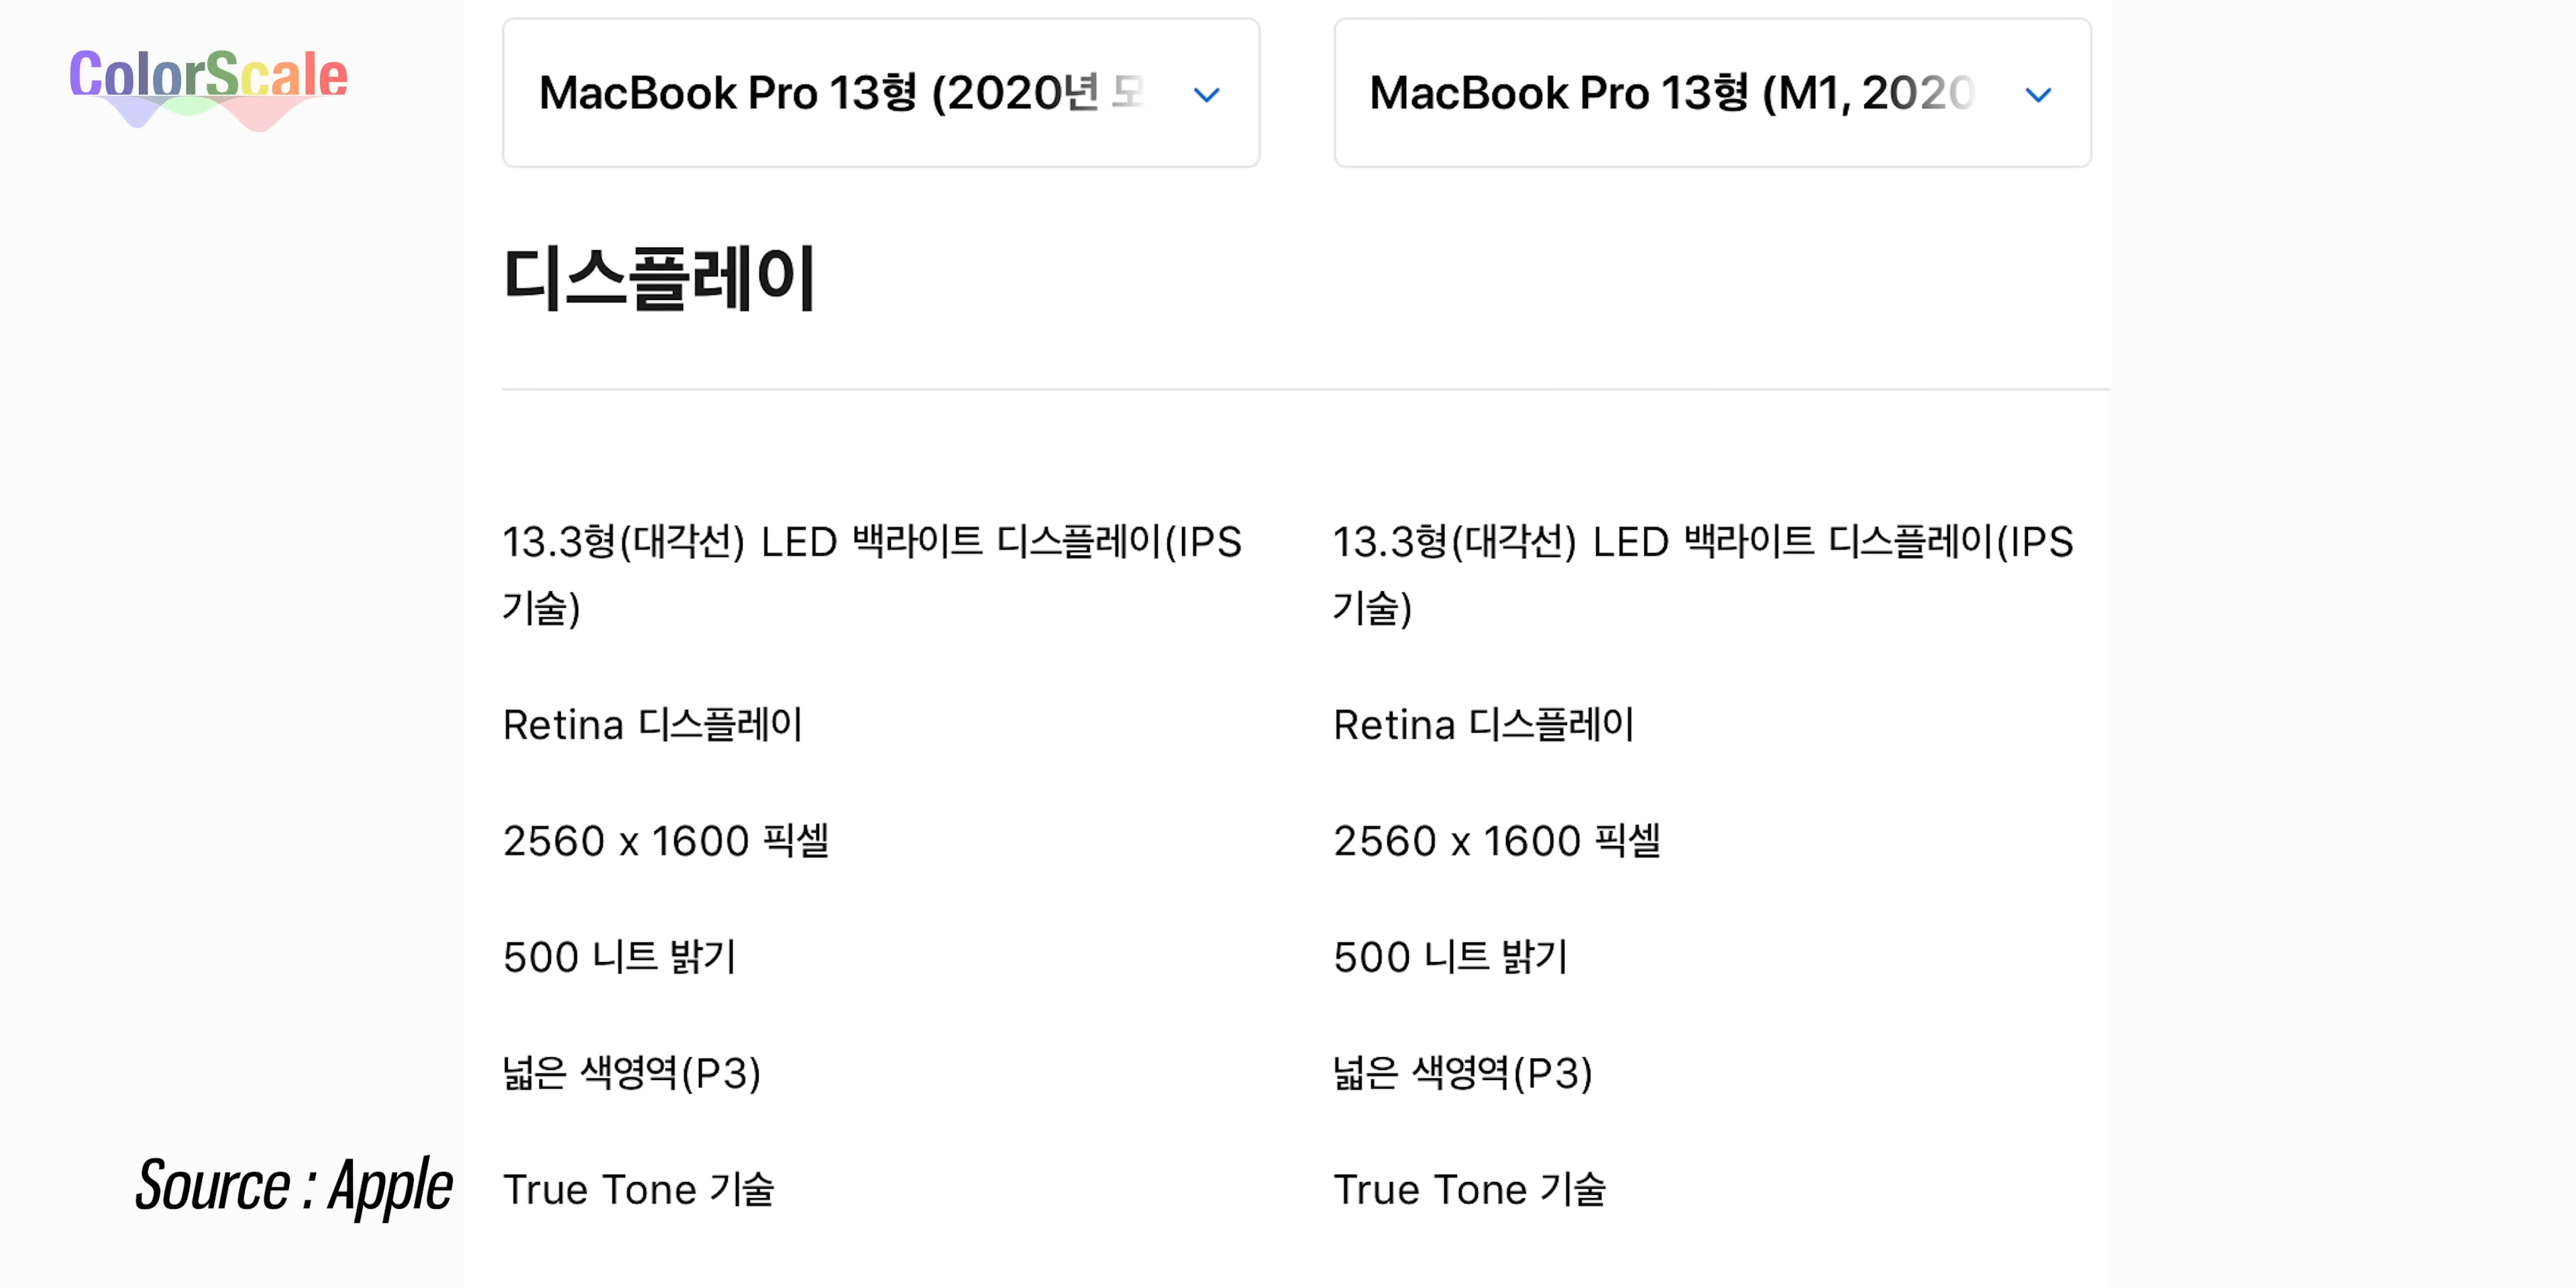 ColorScale
MacBook Pro 13형 (2020년 모
MacBook Pro 13형 (M1, 2020
디스플레이
13.3형(대각선) LED 백라이트 디스플레이(IPS
기술)
Retina 디스플레이
2560 x 1600 픽셀
500 니트 밝기
넓은 색영역(P3)
True Tone 기술
13.3형(대각선) LED 백라이트 디스플레이(IPS
기술)
Retina 디스플레이
2560 x 1600 픽셀
500 니트 밝기
넓은 색영역(P3)
True Tone 기술
Source : Apple